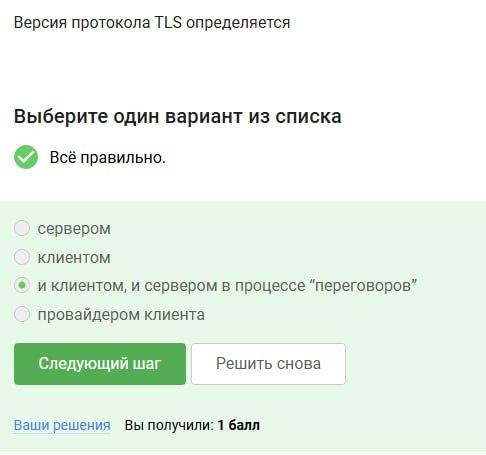 Версия протокола TLS определяется
Выберите один вариант из списка
Всё правильно.
сервером
клиентом
и клиентом, и сервером в процессе “переговоров”
провайдером клиента
Следующий шаг
Решить снова
Ваши решения Вы получили: 1 балл